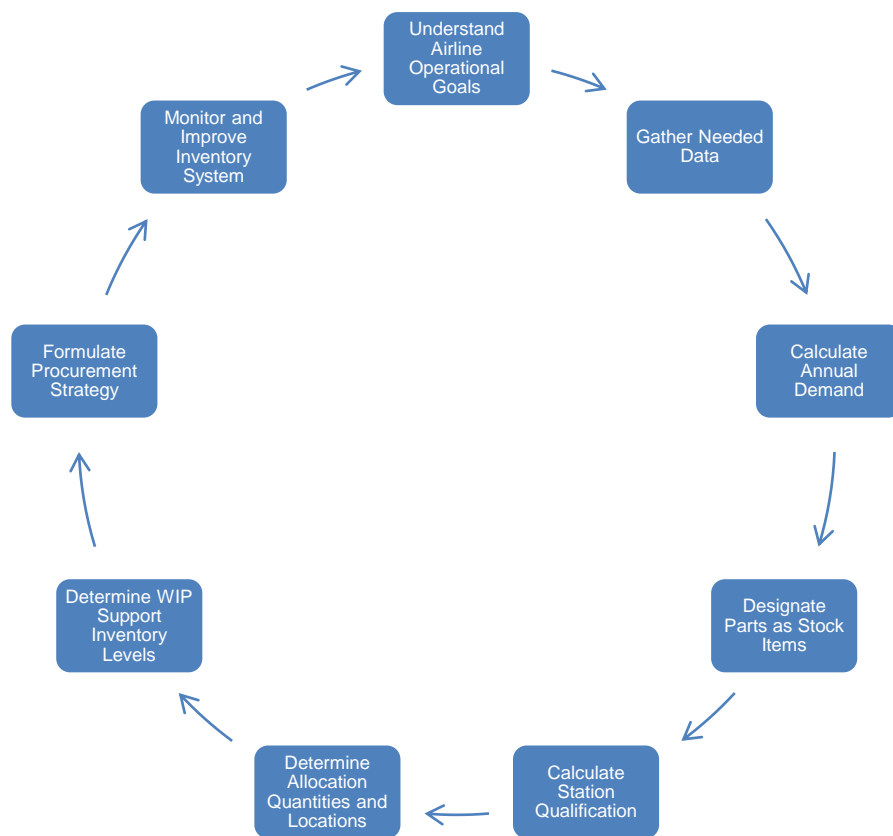 Understand
Airline
Operational
Goals
Gather Needed
Data
Calculate
Annual
Demand
Designate
Parts as Stock
Items
Calculate
Station
Qualification
Determine
Allocation
Quantities and
Locations
Determine WIP
Support
Inventory
Levels
Formulate
Procurement
Strategy
Monitor and
Improve
Inventory
System